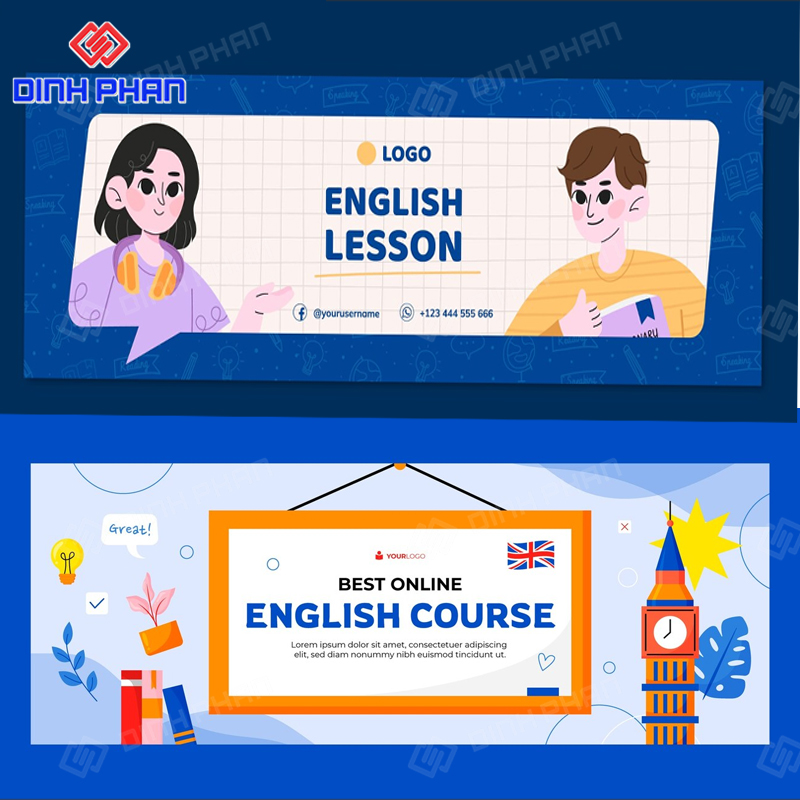 DINH PHAN
LOGO
ENGLISH
LESSON
@yourusername
+123 444 555 666
Great!
YOURLOGO
BEST ONLINE
ENGLISH COURSE
Lorem ipsum dolor sit amet, consectetuer adipiscing
elit, sed diam nonummy nibh euismod tincidunt ut.